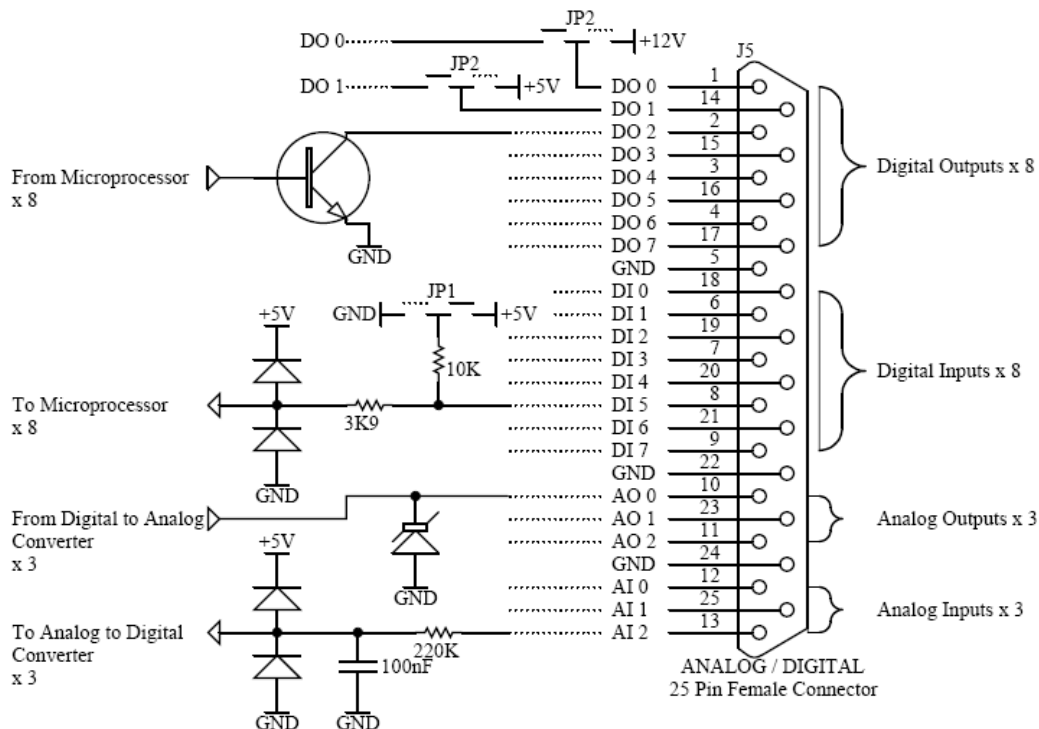 JP2
DO 0
+12V
J5
JP2
DO 1
+5V
DO 0 1
DO 1 14
DO 2 2
DO 3 15
DO 4 3
DO 5 16
DO 6 4
DO 7 17
Digital Outputs x 8
From Microprocessor
x 8
GND
GND 5
DI 0 18
DI 1 6
DI 2 19
DI 3 7
DI 4 20
DI 5 8
DI 6 21
DI 7 9
Digital Inputs x 8
JP1
GND
+5V
+5V
10K
To Microprocessor
x 8
3K9
GND
GND 22
AO 0 10
AO 1 23
AO 2 11
Analog Outputs x 3
From Digital to Analog
Converter
x 3
+5V
GND
GND 24
AI 0 12
AI 1 25
AI 2 13
Analog Inputs x 3
To Analog to Digital
Converter
x 3
220K
100nF
GND
GND
ANALOG / DIGITAL
25 Pin Female Connector